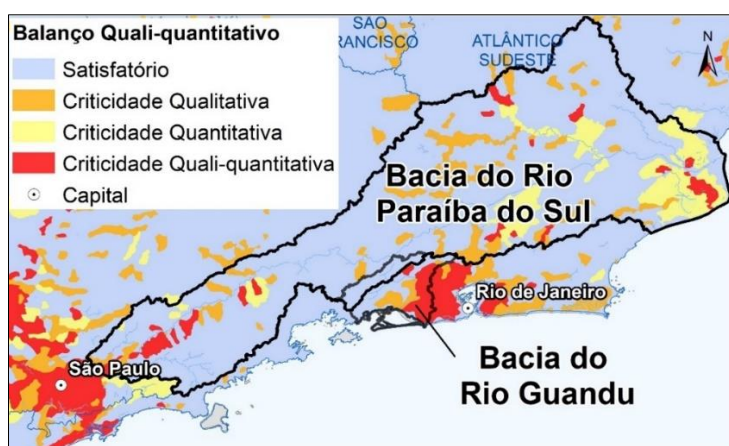 Balanço Quali-quantitativo
Satisfatório
Criticidade Qualitativa
Criticidade Quantitativa
Criticidade Quali-quantitativa
Capital
SAO
FRANCISCO
ATLÂNTICO
SUDESTE
N
Bacia do Rio
Paraíba do Sul
Rio de Janeiro
São Paulo
Bacia do
Rio Guandu